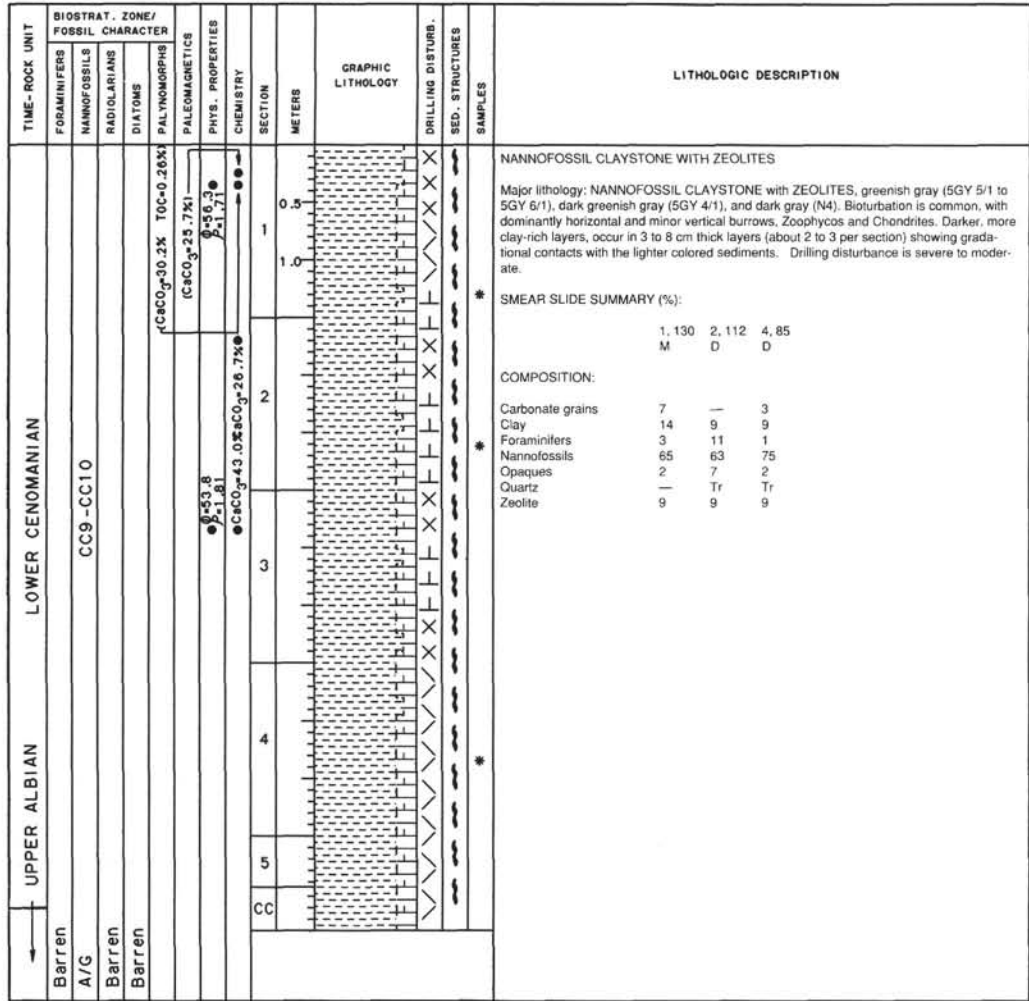 TIME-ROCK UNIT
BIOSTRAT. ZONE/
FOSSIL CHARACTER
FORAMINIFERS
NANNOFOSSILS
RADIOLARIANS
DIATOMS
PALYNOMORPHS
PALEOMAGNETICS
PHYS. PROPERTIES
CHEMISTRY
SECTION
METERS
GRAPHIC
LITHOLOGY
DRILLING DISTURB.
SED. STRUCTURES
SAMPLES
LITHOLOGIC DESCRIPTION
UPPER ALBIAN
LOWER CENOMANIAN
Barren
A/G
CC9-CC10
Barren
Barren
(CaCO3=30.2% TOC=0.26%)
(CaCO3=25.7%)
Φ=56.3
ρ=1.71
Φ=53.8
ρ=1.81
CaCO3=43.0%
aCO3=26.7%
1
0.5
1.0
2
3
4
5
CC
*
*
*
NANNOFOSSIL CLAYSTONE WITH ZEOLITES
Major lithology: NANNOFOSSIL CLAYSTONE with ZEOLITES, greenish gray (5GY 5/1 to
5GY 6/1), dark greenish gray (5GY 4/1), and dark gray (N4). Bioturbation is common, with
dominantly horizontal and minor vertical burrows, Zoophycos and Chondrites. Darker, more
clay-rich layers, occur in 3 to 8 cm thick layers (about 2 to 3 per section) showing grada-
tional contacts with the lighter colored sediments. Drilling disturbance is severe to moder-
ate.
SMEAR SLIDE SUMMARY (%):
1, 130 2, 112 4, 85
M D D
COMPOSITION:
Carbonate grains 7 — 3
Clay 14 9 9
Foraminifers 3 11 1
Nannofossils 65 63 75
Opaques 2 7 2
Quartz — Tr Tr
Zeolite 9 9 9